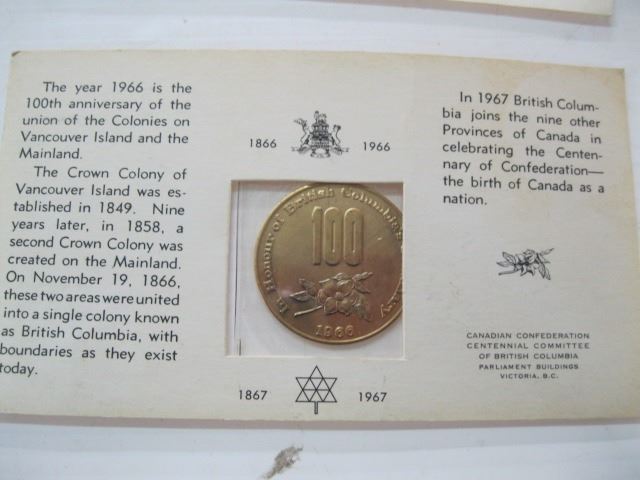 The year 1966 is the
100th anniversary of the
union of the Colonies on
Vancouver Island and the
Mainland.
The Crown Colony of
Vancouver Island was es-
tablished in 1849. Nine
years later, in 1858, a
second Crown Colony was
created on the Mainland.
On November 19, 1866,
these two areas were united
into a single colony known
as British Columbia, with
boundaries as they exist
today.
1866 1966
In Honour of British Columbia's
100
1966
1867 1967
In 1967 British Colum-
bia joins the nine other
Provinces of Canada in
celebrating the Centen-
nary of Confederation—
the birth of Canada as a
nation.
CANADIAN CONFEDERATION
CENTENNIAL COMMITTEE
OF BRITISH COLUMBIA
PARLIAMENT BUILDINGS
VICTORIA, B.C.